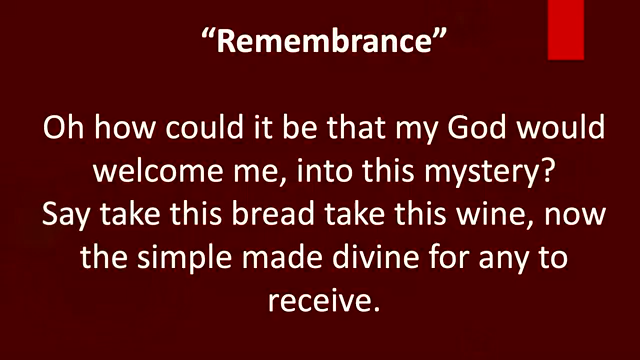 “Remembrance”
Oh how could it be that my God would
welcome me, into this mystery?
Say take this bread take this wine, now
the simple made divine for any to
receive.